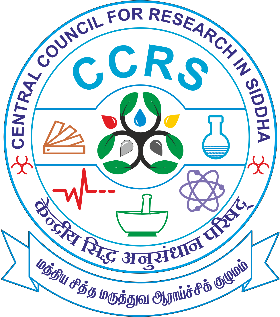 CENTRAL COUNCIL FOR RESEARCH IN SIDDHA
CCRS
केन्द्रीय सिद्ध अनुसंधान परिषद्
மத்திய சித்த மருத்துவ ஆராய்ச்சிக் குழுமம்